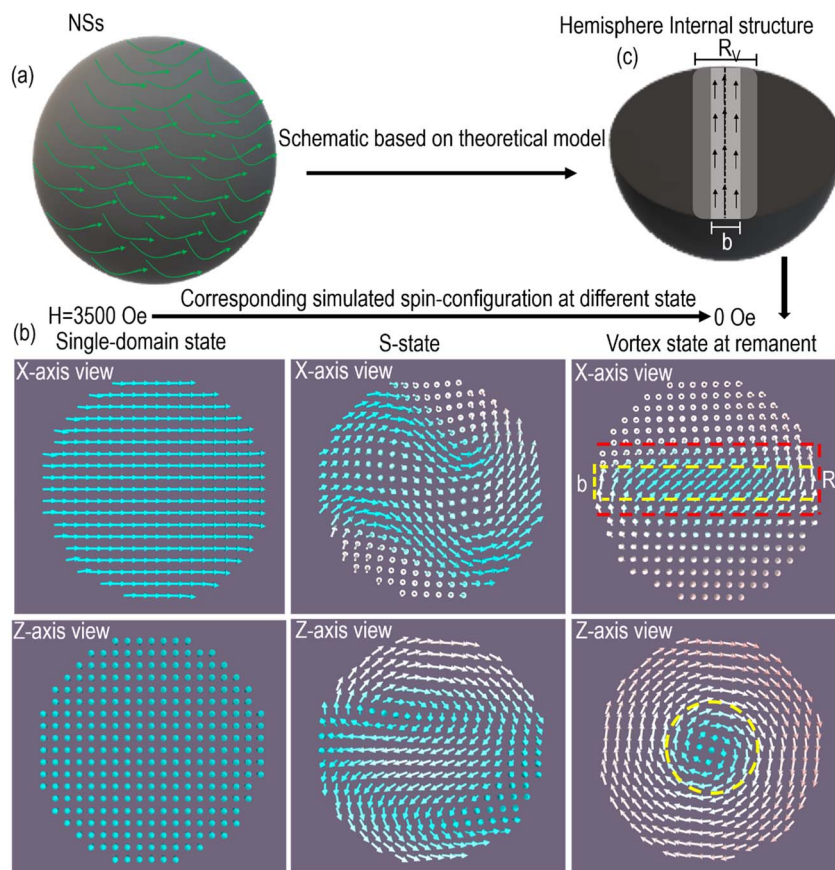 NSs
Hemisphere Internal structure
(a)
(c)
R_V
Schematic based on theoretical model
b
H=3500 Oe
Corresponding simulated spin-configuration at different state
0 Oe
(b)
Single-domain state
S-state
Vortex state at remanent
X-axis view
X-axis view
X-axis view
b
R
Z-axis view
Z-axis view
Z-axis view